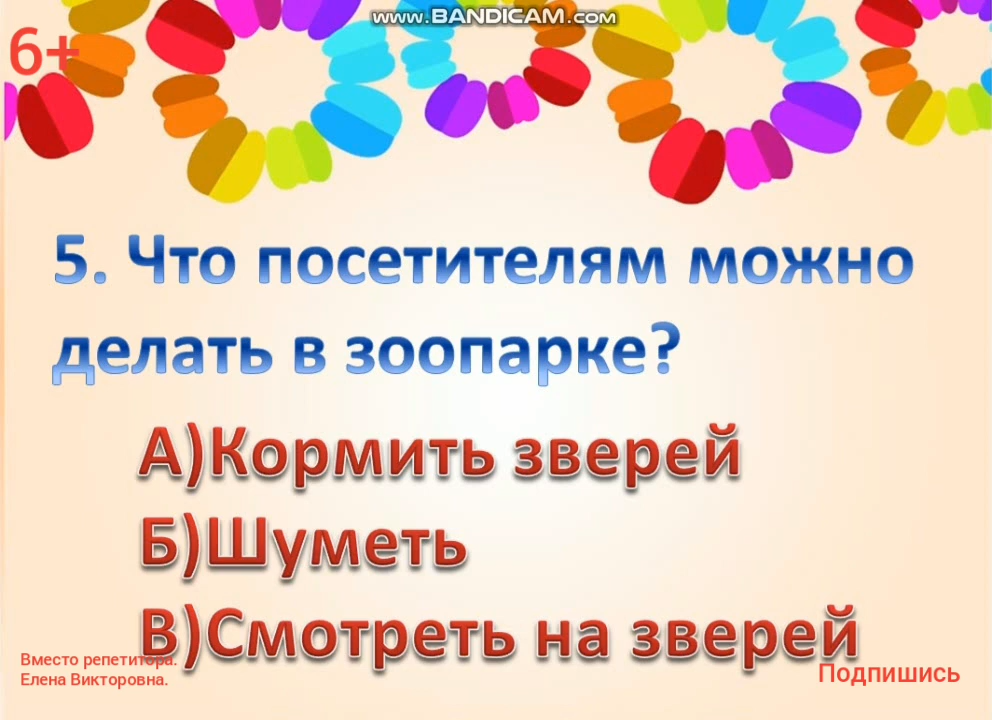 www.BANDICAM.com
6+
5. Что посетителям можно
делать в зоопарке?
А)Кормить зверей
Б)Шуметь
В)Смотреть на зверей
Вместо репетитора.
Елена Викторовна.
Подпишись